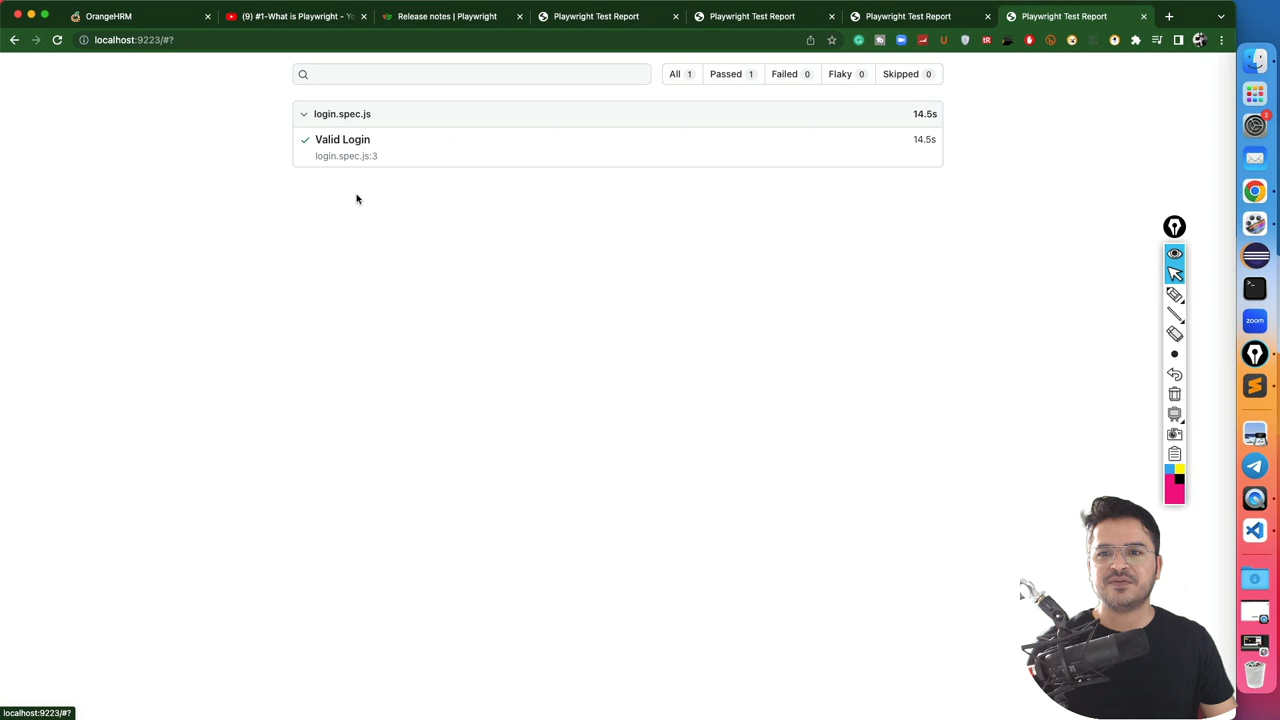 OrangeHRM
(9) #1-What is Playwright - Yo
Release notes | Playwright
Playwright Test Report
Playwright Test Report
Playwright Test Report
Playwright Test Report
localhost:9223/#?
All 1
Passed 1
Failed 0
Flaky 0
Skipped 0
login.spec.js
14.5s
Valid Login
14.5s
login.spec.js:3
zoom
2
localhost:9223/#?